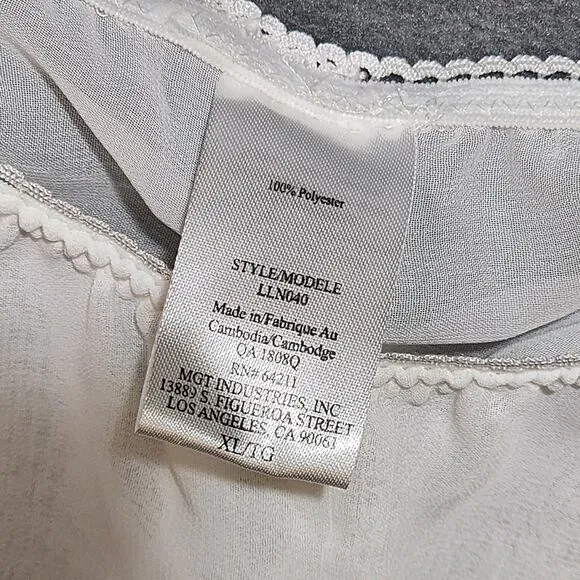 100% Polyester
STYLE/MODELE
LLN040
Made in/Fabrique Au
Cambodia/Cambodge
QA 1808Q
RN# 64211
MGT INDUSTRIES, INC
13889 S. FIGUEROA STREET
LOS ANGELES, CA 90061
XL/TG